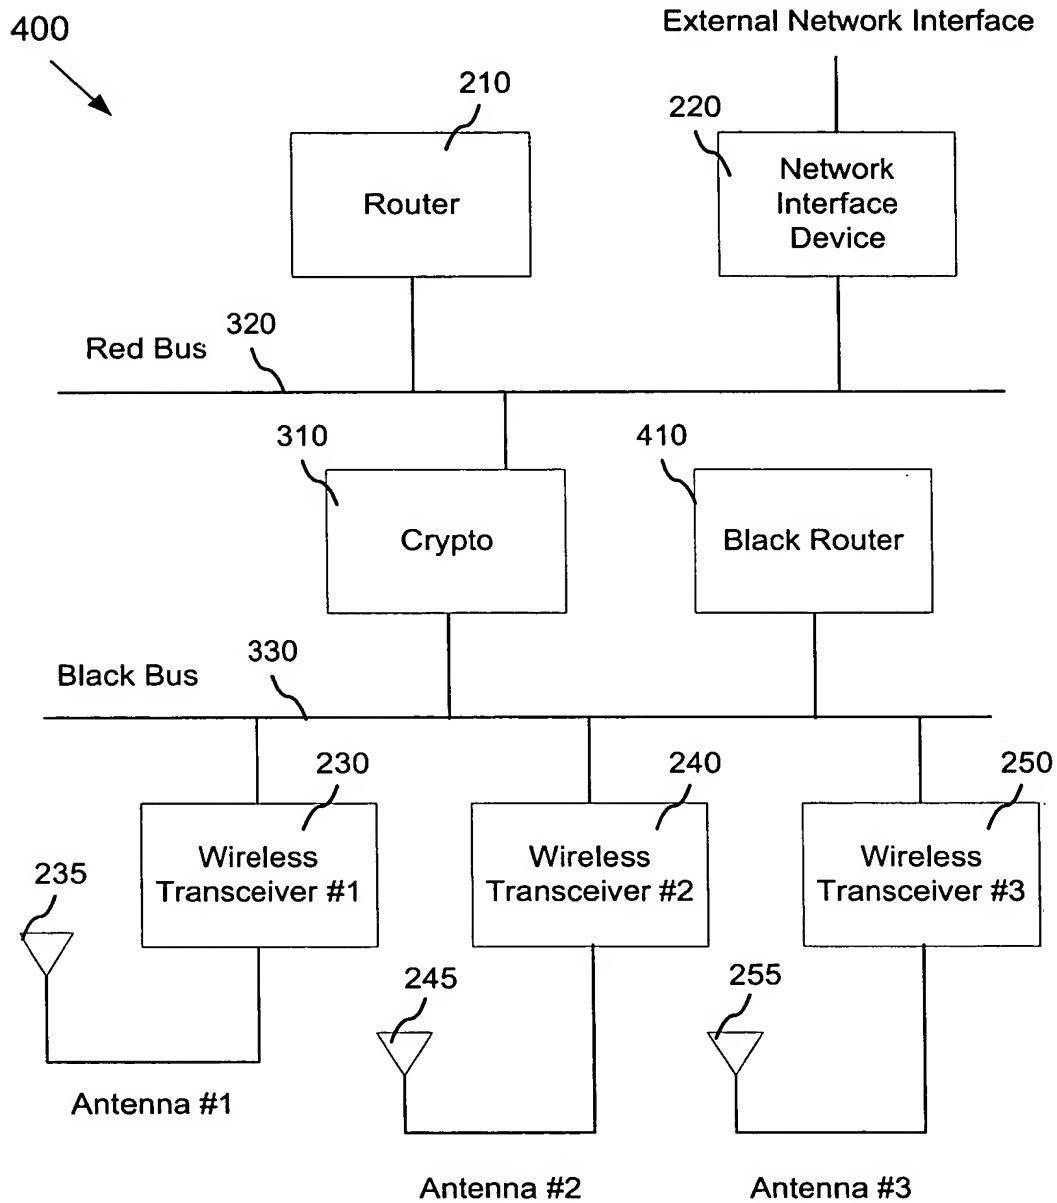 400
External Network Interface
210
220
Router
Network
Interface
Device
Red Bus
320
310
410
Crypto
Black Router
Black Bus
330
230
240
250
Wireless
Transceiver #1
Wireless
Transceiver #2
Wireless
Transceiver #3
235
245
255
Antenna #1
Antenna #2
Antenna #3